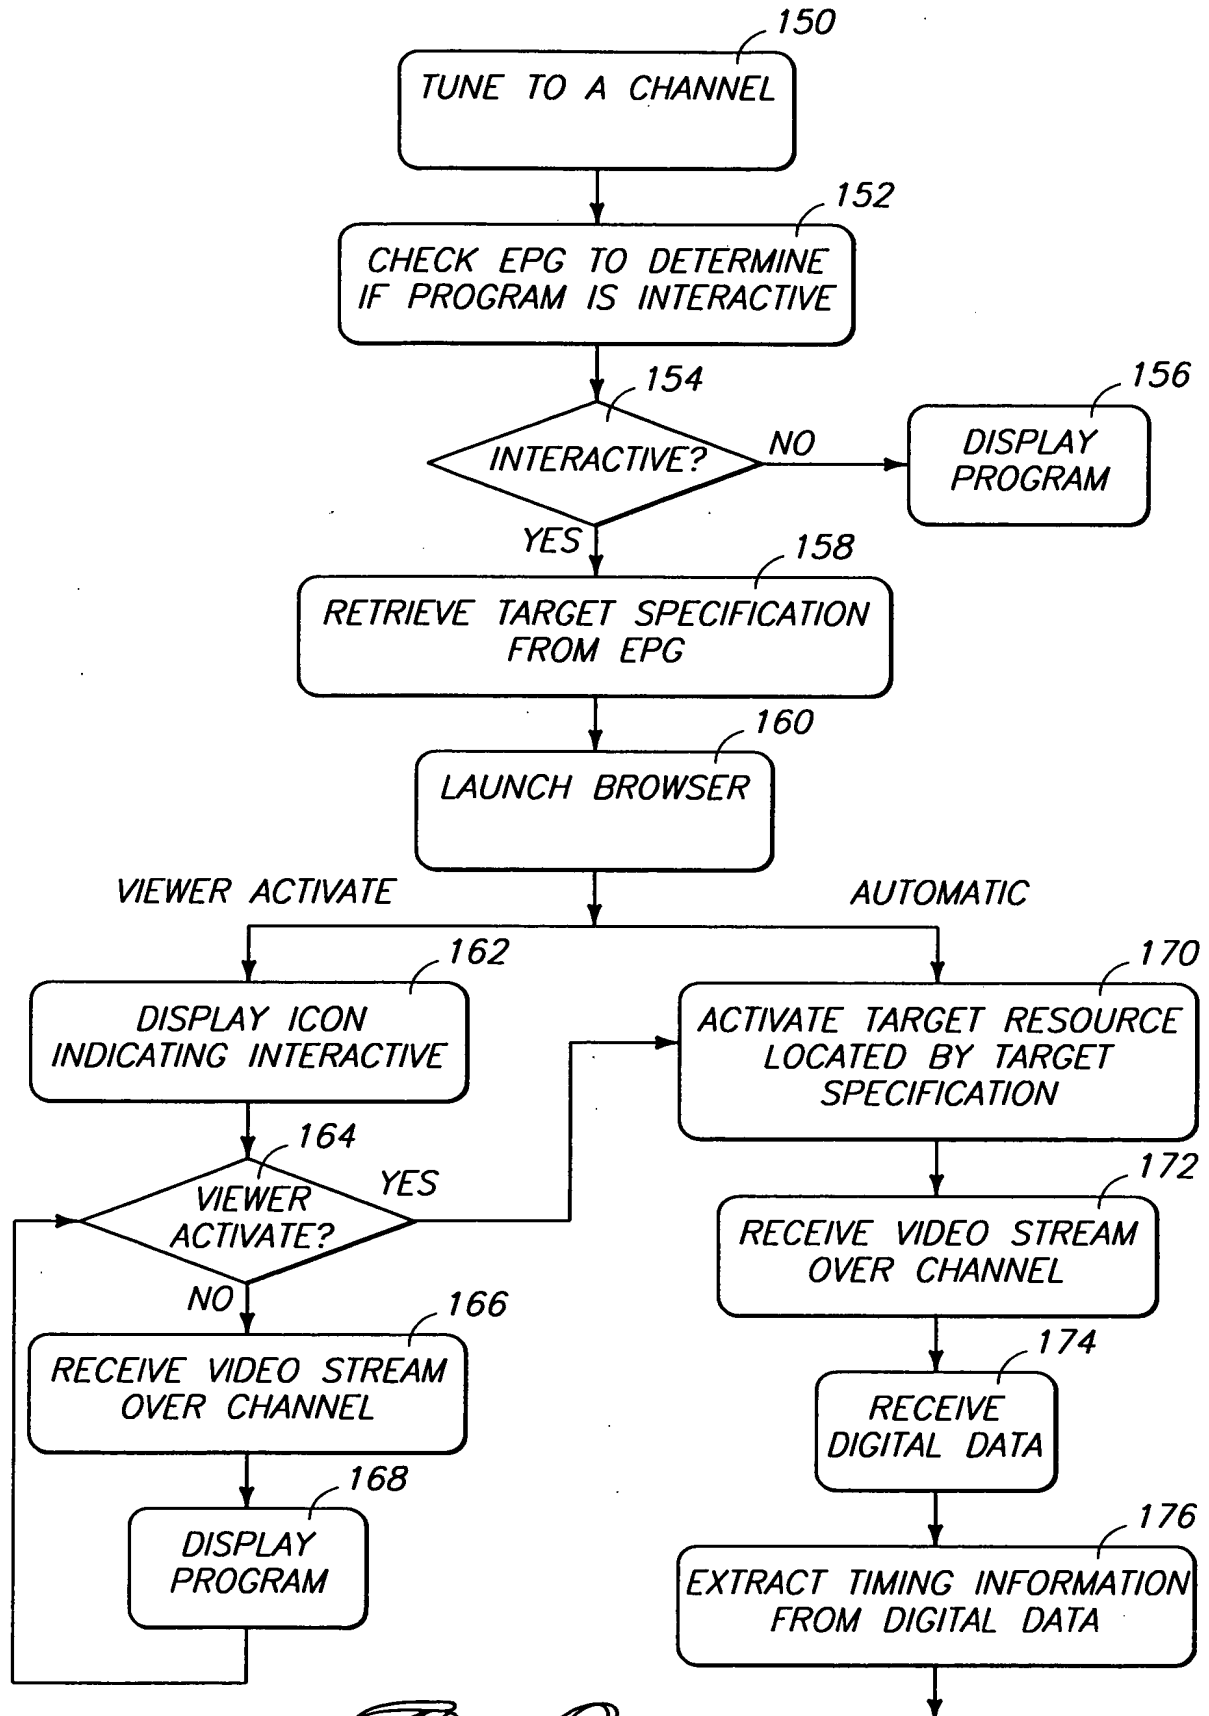 150
TUNE TO A CHANNEL
152
CHECK EPG TO DETERMINE
IF PROGRAM IS INTERACTIVE
154
INTERACTIVE?
NO
156
DISPLAY
PROGRAM
YES
158
RETRIEVE TARGET SPECIFICATION
FROM EPG
160
LAUNCH BROWSER
VIEWER ACTIVATE
AUTOMATIC
162
DISPLAY ICON
INDICATING INTERACTIVE
164
VIEWER
ACTIVATE?
YES
NO
166
RECEIVE VIDEO STREAM
OVER CHANNEL
168
DISPLAY
PROGRAM
170
ACTIVATE TARGET RESOURCE
LOCATED BY TARGET
SPECIFICATION
172
RECEIVE VIDEO STREAM
OVER CHANNEL
174
RECEIVE
DIGITAL DATA
176
EXTRACT TIMING INFORMATION
FROM DIGITAL DATA